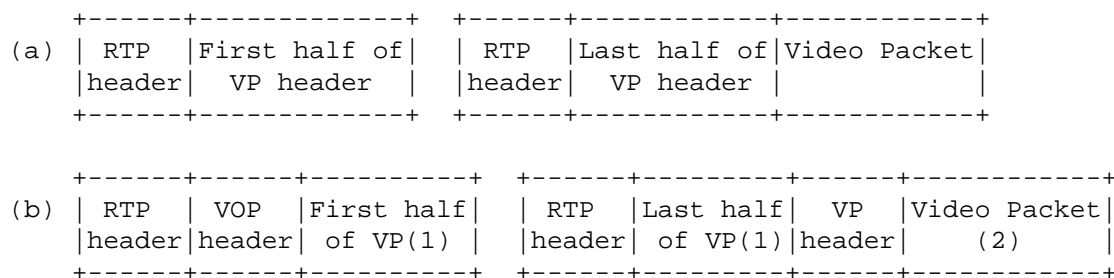 +------+-------------+  +------+------------+------------+
(a)  | RTP  |First half of|  | RTP  |Last half of|Video Packet|
     |header|  VP header  |  |header|  VP header |            |
     +------+-------------+  +------+------------+------------+

     +------+------+----------+  +------+---------+------+------------+
(b)  | RTP  | VOP  |First half|  | RTP  |Last half|  VP  |Video Packet|
     |header|header| of VP(1) |  |header| of VP(1)|header|    (2)     |
     +------+------+----------+  +------+---------+------+------------+